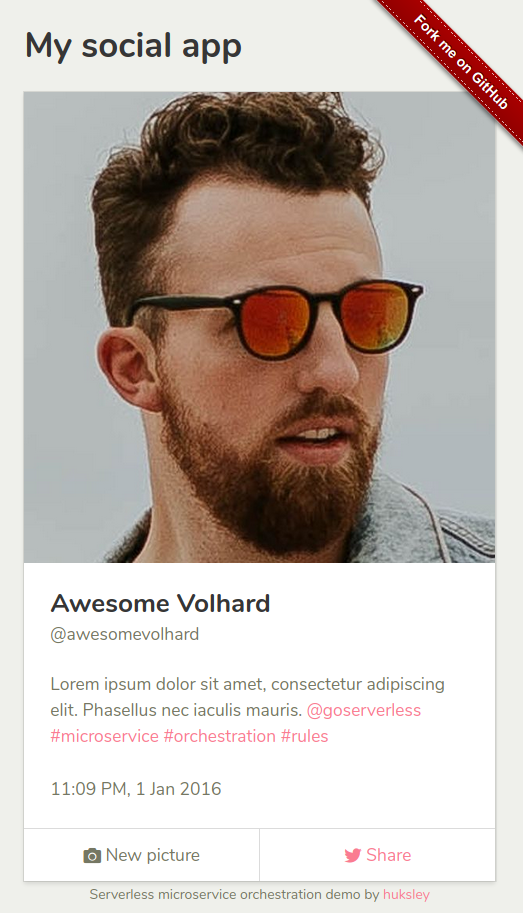 My social app
Fork me on GitHub
Awesome Volhard
@awesomevolhard
Lorem ipsum dolor sit amet, consectetur adipiscing
elit. Phasellus nec iaculis mauris. @goserverless
#microservice #orchestration #rules
11:09 PM, 1 Jan 2016
New picture
Share
Serverless microservice orchestration demo by huksley